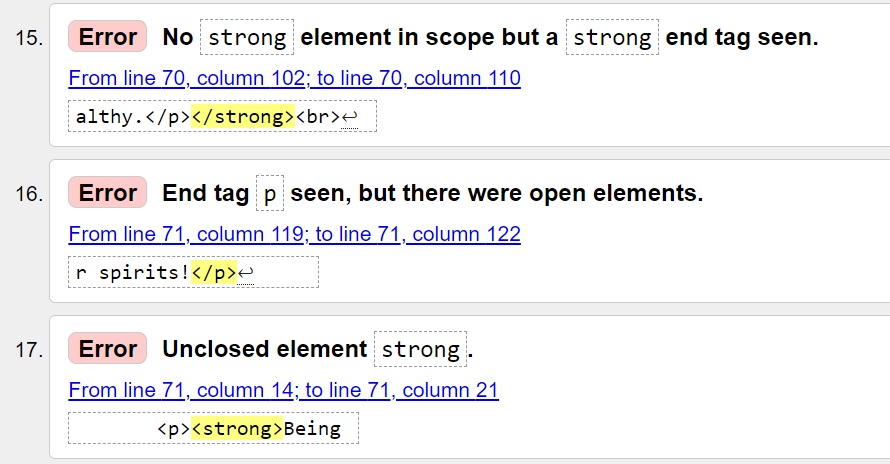 15. Error No strong element in scope but a strong end tag seen.
From line 70, column 102; to line 70, column 110
althy.</p></strong><br>↩
16. Error End tag p seen, but there were open elements.
From line 71, column 119; to line 71, column 122
r spirits!</p>↩
17. Error Unclosed element strong.
From line 71, column 14; to line 71, column 21
<p><strong>Being